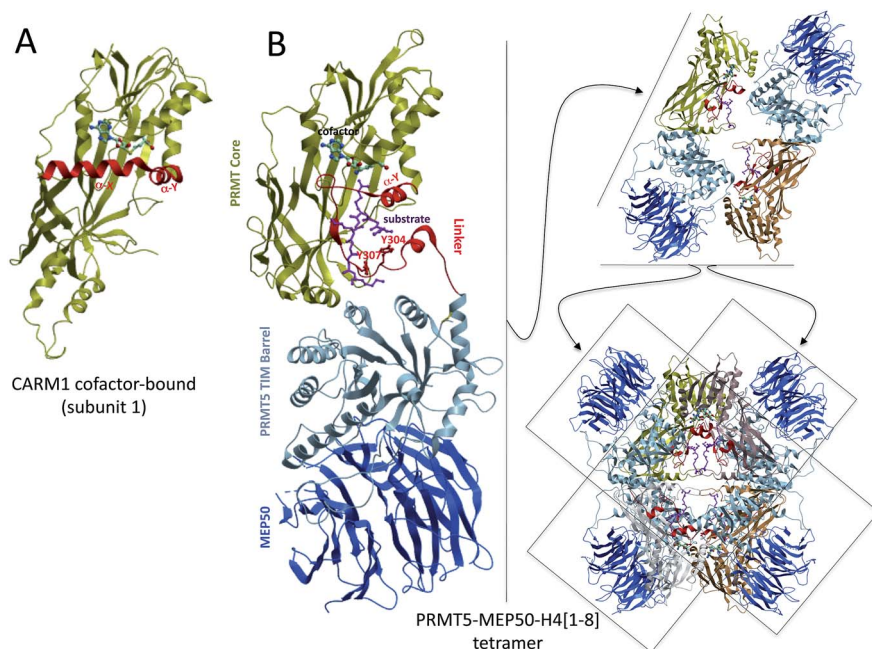 A
α-X
α-Y
CARM1 cofactor-bound
(subunit 1)
B
PRMT Core
cofactor
α-Y
substrate
Y304
Y307
Linker
PRMT5 TIM Barrel
MEP50
PRMT5-MEP50-H4[1-8]
tetramer